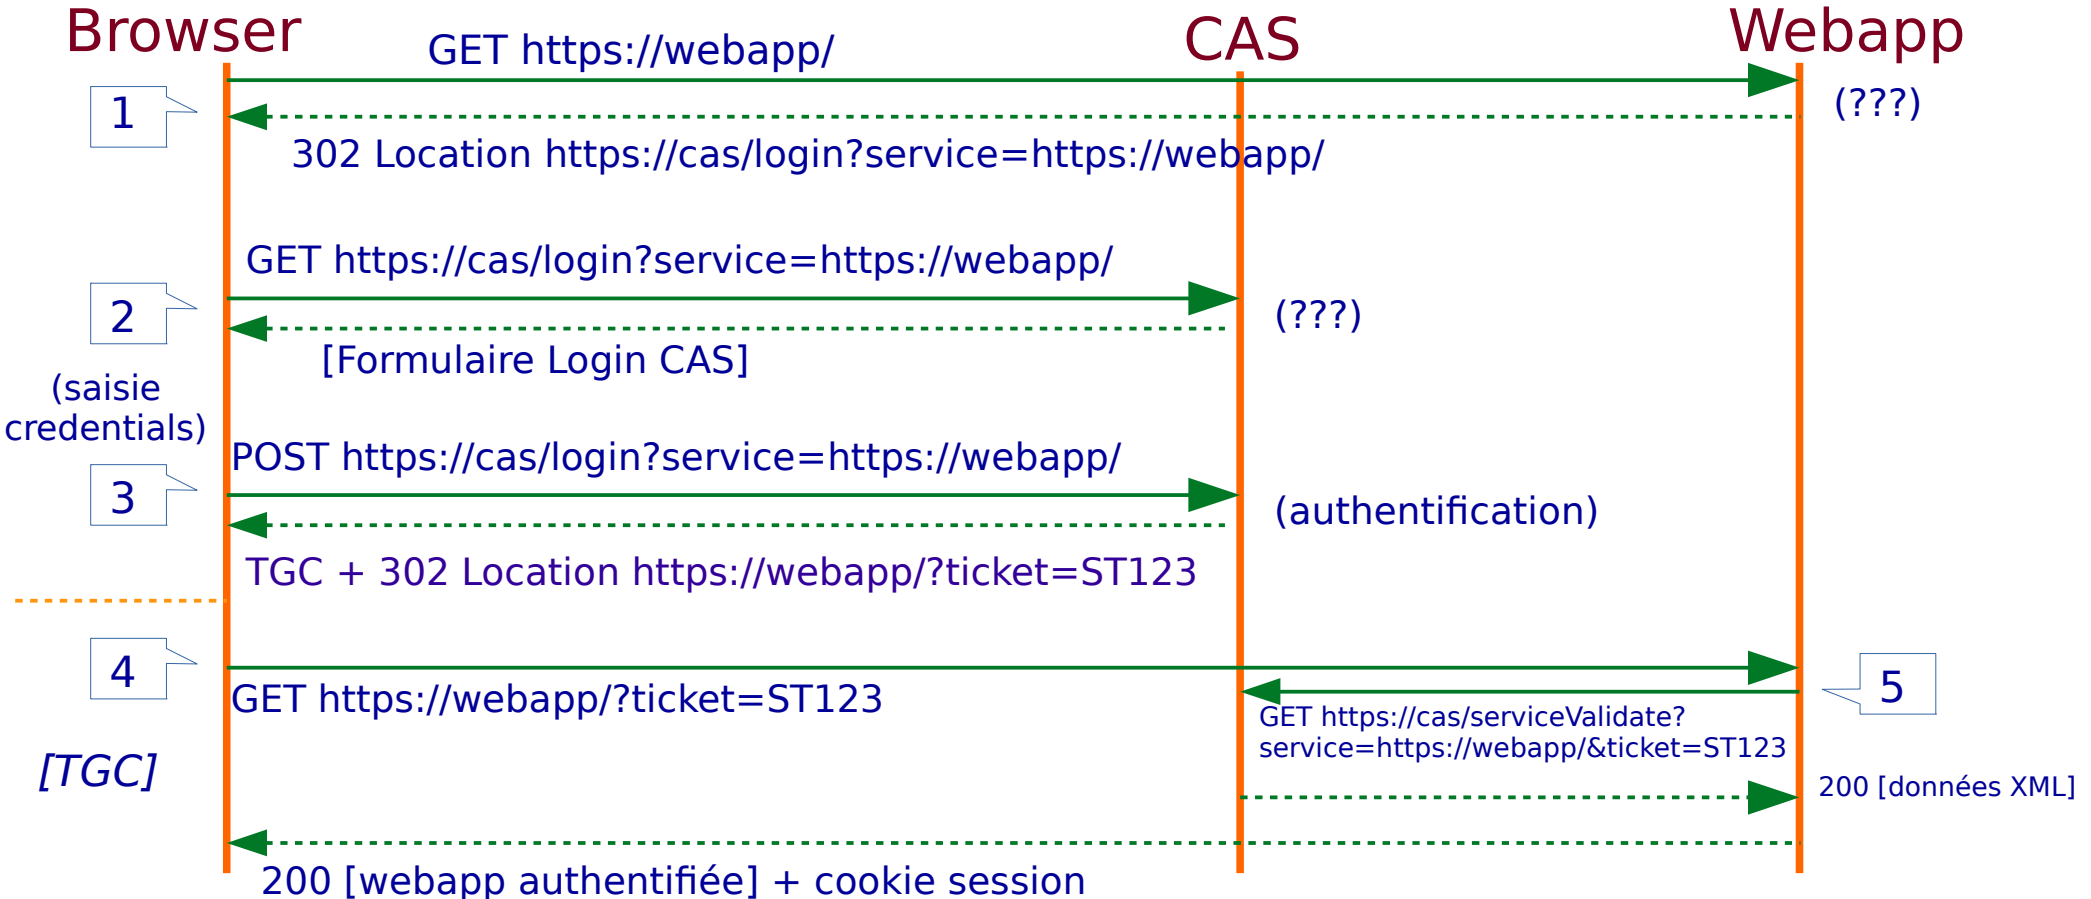 Browser
CAS
Webapp
GET https://webapp/
1
(???)
302 Location https://cas/login?service=https://webapp/
GET https://cas/login?service=https://webapp/
2
(???)
[Formulaire Login CAS]
(saisie
credentials)
POST https://cas/login?service=https://webapp/
3
(authentification)
TGC + 302 Location https://webapp/?ticket=ST123
4
GET https://webapp/?ticket=ST123
5
GET https://cas/serviceValidate?
service=https://webapp/&ticket=ST123
[TGC]
200 [données XML]
200 [webapp authentifiée] + cookie session